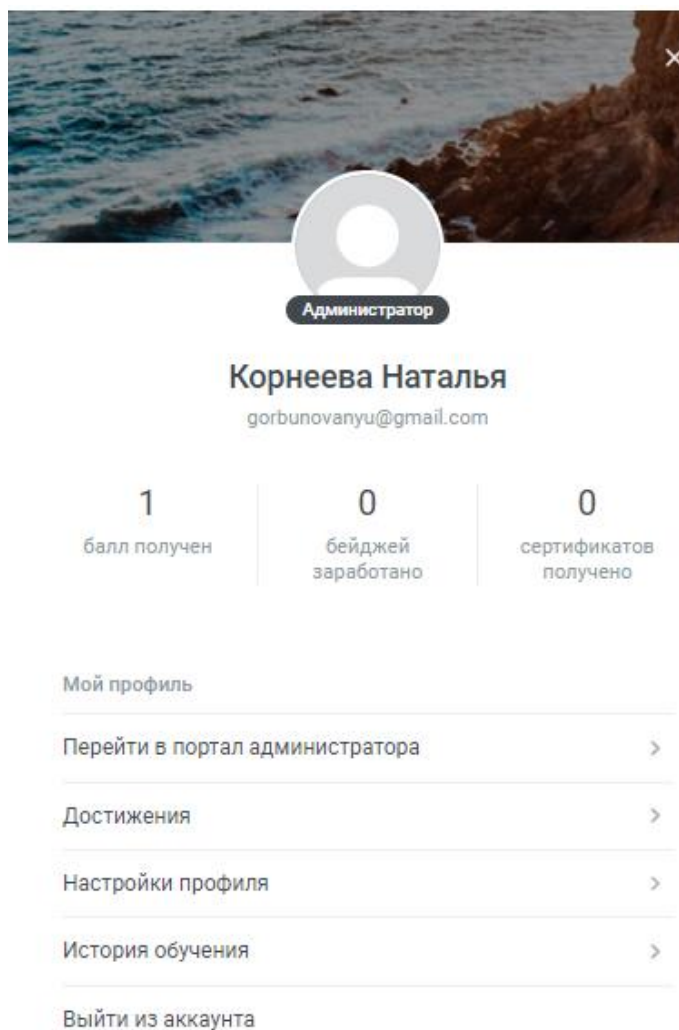 Администратор
Корнеева Наталья
gorbunovanyu@gmail.com
1
балл получен
0
бейджей
заработано
0
сертификатов
получено
Мой профиль
Перейти в портал администратора
Достижения
Настройки профиля
История обучения
Выйти из аккаунта